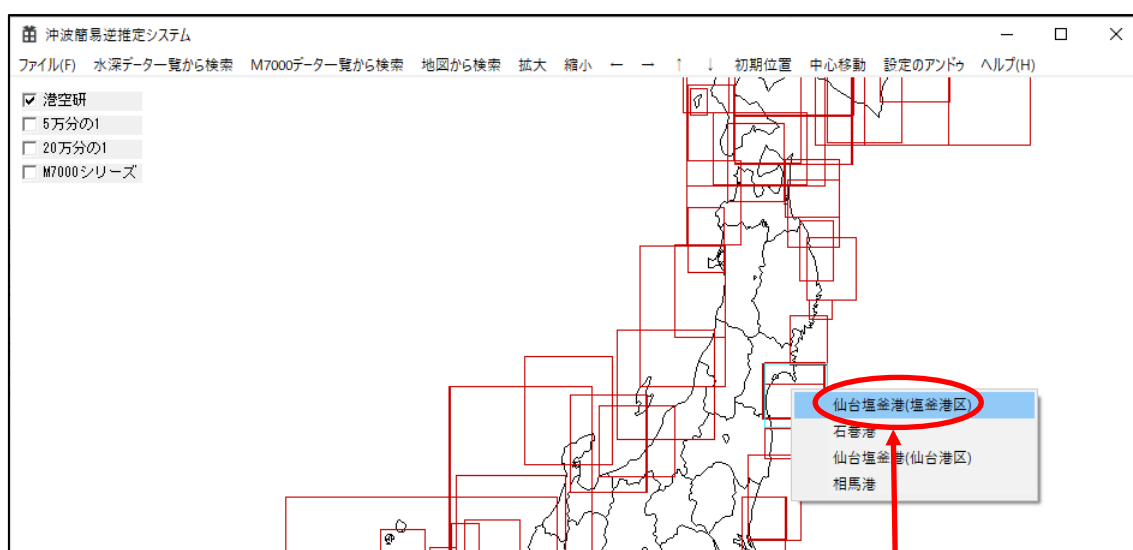 沖波簡易逆推定システム
ファイル(F) 水深データ一覧から検索 M7000データ一覧から検索 地図から検索 拡大 縮小 ← → ↑ ↓ 初期位置 中心移動 設定のアンドゥ ヘルプ(H)
港空研
5万分の1
20万分の1
M7000シリーズ
仙台塩釜港(塩釜港区)
石巻港
仙台塩釜港(仙台港区)
相馬港